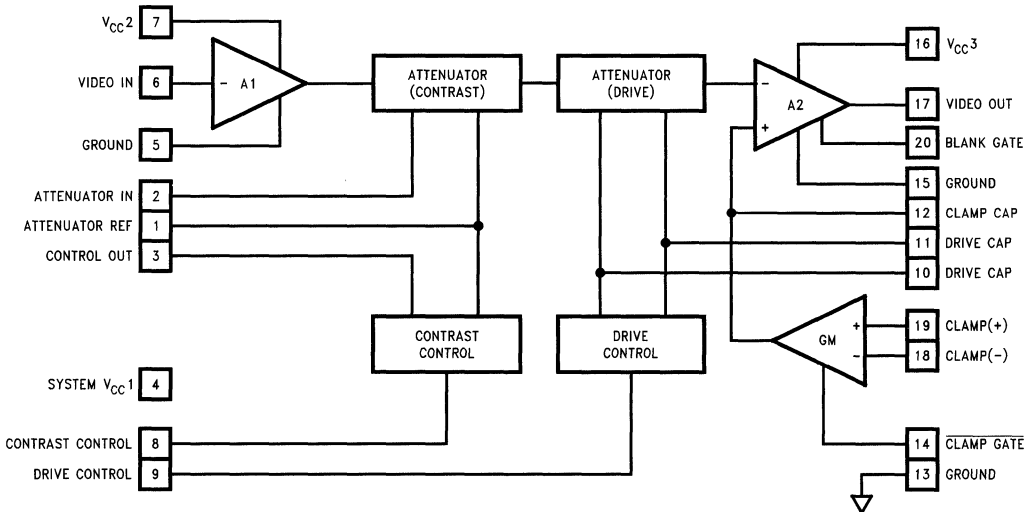 V_CC2 7
VIDEO IN 6
GROUND 5
ATTENUATOR IN 2
ATTENUATOR REF 1
CONTROL OUT 3
SYSTEM V_CC1 4
CONTRAST CONTROL 8
DRIVE CONTROL 9
- A1
ATTENUATOR
(CONTRAST)
ATTENUATOR
(DRIVE)
-
A2
+
CONTRAST
CONTROL
DRIVE
CONTROL
GM
+
-
16 V_CC3
17 VIDEO OUT
20 BLANK GATE
15 GROUND
12 CLAMP CAP
11 DRIVE CAP
10 DRIVE CAP
19 CLAMP(+)
18 CLAMP(-)
14 CLAMP GATE
13 GROUND